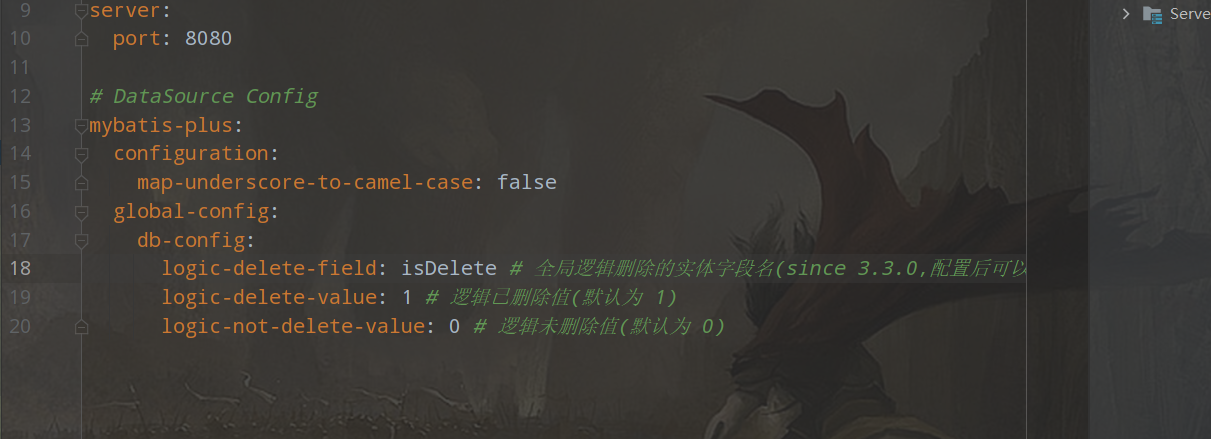 9 server:
10 port: 8080
11
12 # DataSource Config
13 mybatis-plus:
14 configuration:
15 map-underscore-to-camel-case: false
16 global-config:
17 db-config:
18 logic-delete-field: isDelete # 全局逻辑删除的实体字段名(since 3.3.0,配置后可以
19 logic-delete-value: 1 # 逻辑已删除值(默认为 1)
20 logic-not-delete-value: 0 # 逻辑未删除值(默认为 0)
Serve